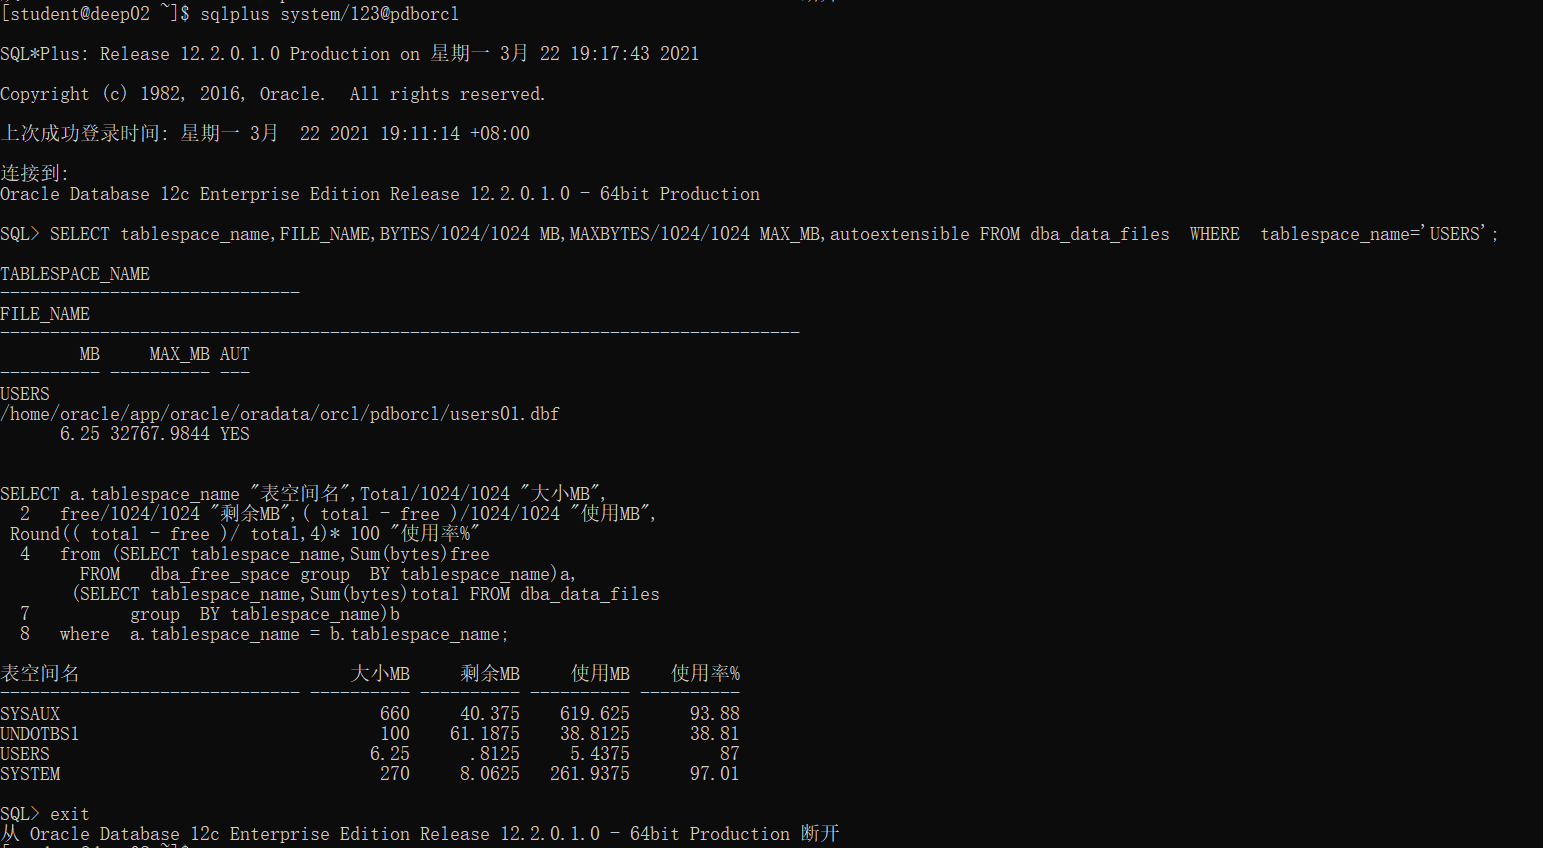 [student@deep02 ~]$ sqlplus system/123@pdborcl
SQL*Plus: Release 12.2.0.1.0 Production on 星期一 3月 22 19:17:43 2021
Copyright (c) 1982, 2016, Oracle.  All rights reserved.
上次成功登录时间: 星期一 3月  22 2021 19:11:14 +08:00
连接到:
Oracle Database 12c Enterprise Edition Release 12.2.0.1.0 - 64bit Production
SQL> SELECT tablespace_name,FILE_NAME,BYTES/1024/1024 MB,MAXBYTES/1024/1024 MAX_MB,autoextensible FROM dba_data_files  WHERE  tablespace_name='USERS';
TABLESPACE_NAME
------------------------------
FILE_NAME
--------------------------------------------------------------------------------
        MB     MAX_MB AUT
---------- ---------- ---
USERS
/home/oracle/app/oracle/oradata/orcl/pdborcl/users01.dbf
      6.25 32767.9844 YES
SELECT a.tablespace_name "表空间名",Total/1024/1024 "大小MB",
  2   free/1024/1024 "剩余MB",( total - free )/1024/1024 "使用MB",
 Round(( total - free )/ total,4)* 100 "使用率%"
  4   from (SELECT tablespace_name,Sum(bytes)free
        FROM   dba_free_space group  BY tablespace_name)a,
       (SELECT tablespace_name,Sum(bytes)total FROM dba_data_files
  7          group  BY tablespace_name)b
  8   where  a.tablespace_name = b.tablespace_name;
表空间名                           大小MB     剩余MB     使用MB    使用率%
------------------------------ ---------- ---------- ---------- ----------
SYSAUX                                660     40.375    619.625      93.88
UNDOTBS1                              100    61.1875    38.8125      38.81
USERS                                6.25      .8125     5.4375         87
SYSTEM                                270     8.0625   261.9375      97.01
SQL> exit
从 Oracle Database 12c Enterprise Edition Release 12.2.0.1.0 - 64bit Production 断开